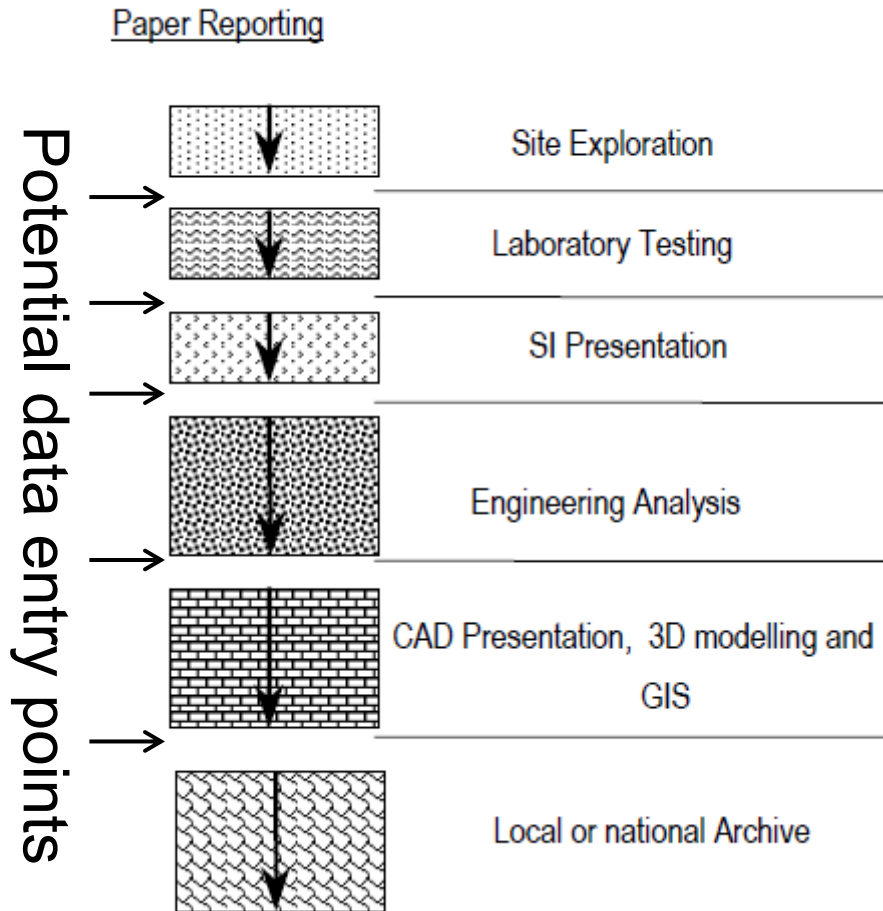 Paper Reporting
Potential data entry points
Site Exploration
Laboratory Testing
SI Presentation
Engineering Analysis
CAD Presentation, 3D modelling and
GIS
Local or national Archive